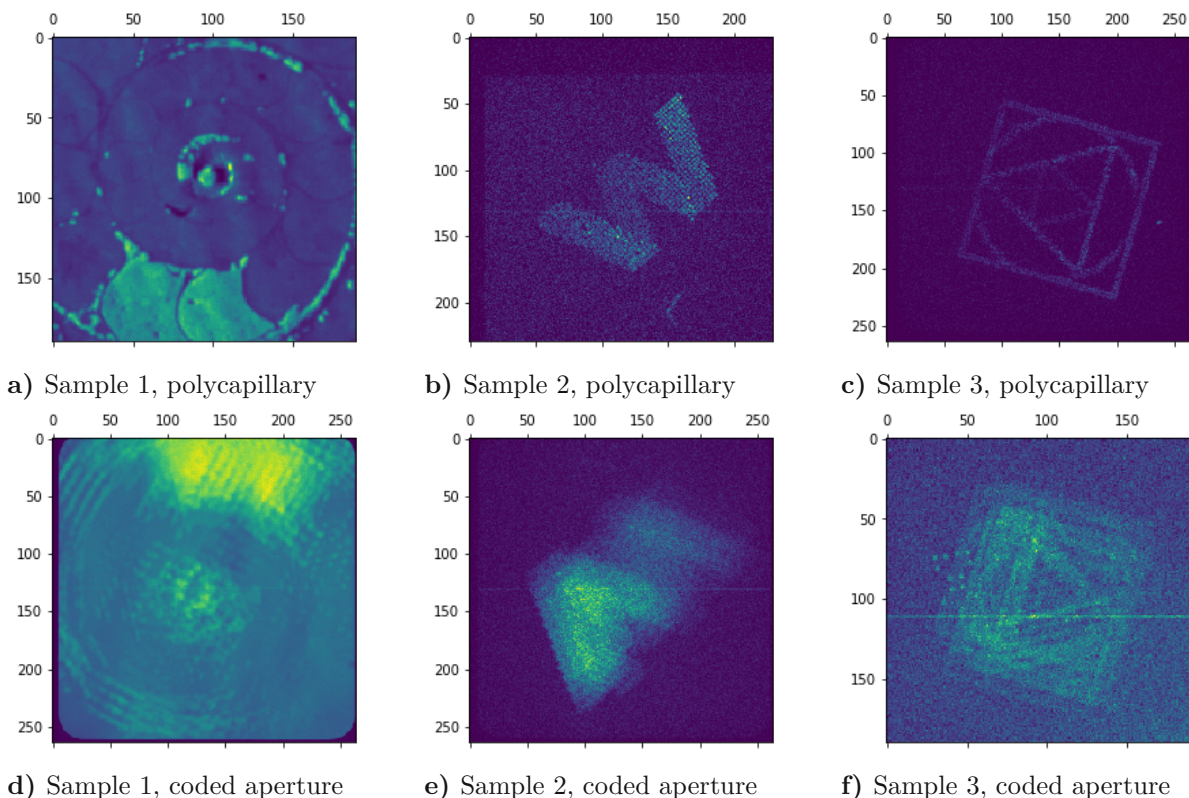 0 50 100 150
0 50 100 150 200
0 50 100 150 200 250
0
50
100
150
0
50
100
150
200
0
50
100
150
200
250
a) Sample 1, polycapillary
b) Sample 2, polycapillary
c) Sample 3, polycapillary
0 50 100 150 200 250
0 50 100 150 200 250
0 50 100 150
0
50
100
150
200
250
0
50
100
150
200
250
0
50
100
150
d) Sample 1, coded aperture
e) Sample 2, coded aperture
f) Sample 3, coded aperture